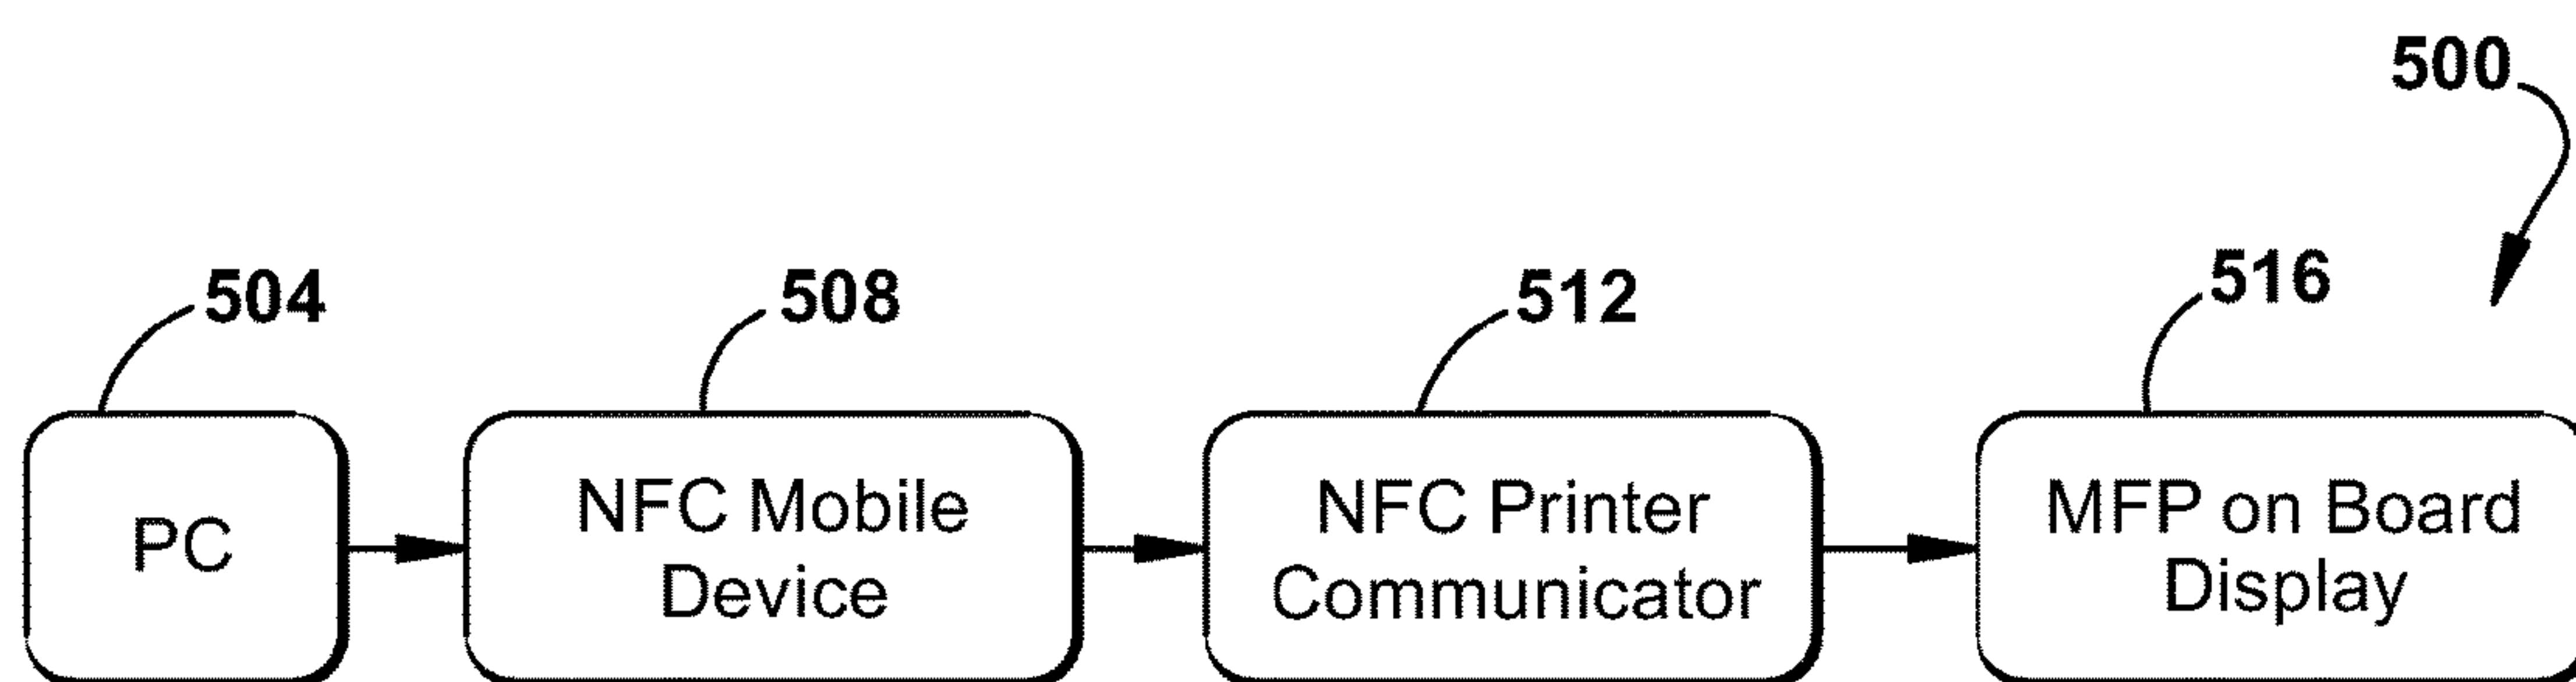 500
504
508
512
516
PC
NFC Mobile
Device
NFC Printer
Communicator
MFP on Board
Display